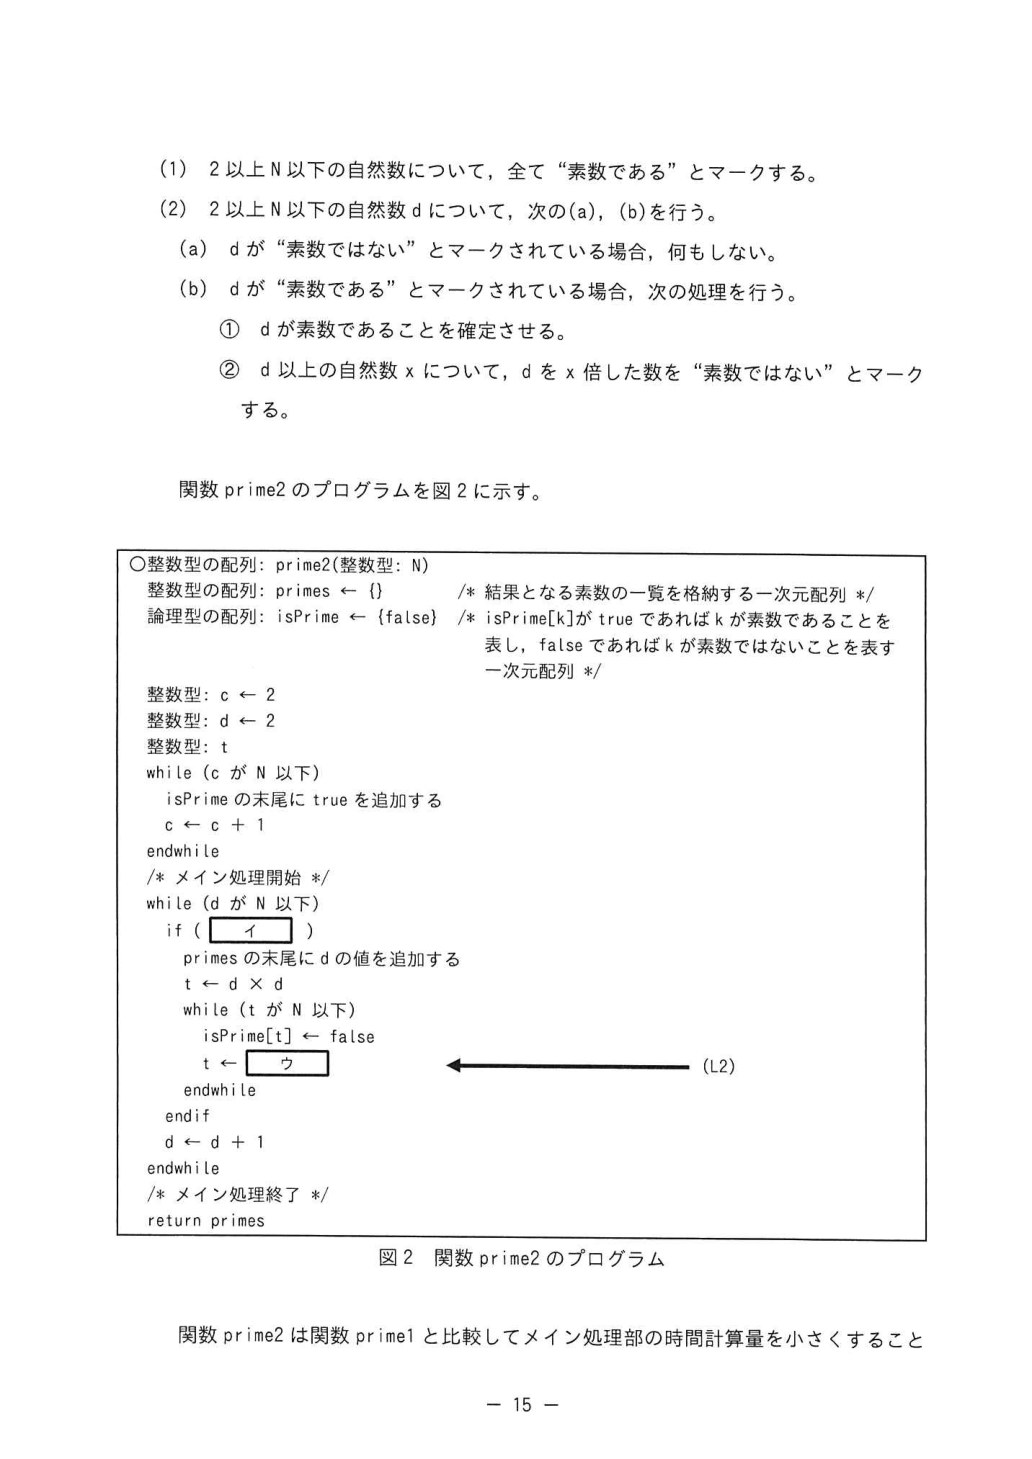 (1) 2以上N以下の自然数について，全て“素数である”とマークする。
(2) 2以上N以下の自然数dについて，次の(a)，(b)を行う。
(a) dが“素数ではない”とマークされている場合，何もしない。
(b) dが“素数である”とマークされている場合，次の処理を行う。
① dが素数であることを確定させる。
② d以上の自然数xについて，dをx倍した数を“素数ではない”とマーク
する。
関数prime2のプログラムを図2に示す。
○整数型の配列: prime2(整数型: N)
整数型の配列: primes ← {} /* 結果となる素数の一覧を格納する一次元配列 */
論理型の配列: isPrime ← {false} /* isPrime[k]がtrueであればkが素数であることを
表し，falseであればkが素数ではないことを表す
一次元配列 */
整数型: c ← 2
整数型: d ← 2
整数型: t
while (c が N 以下)
isPrimeの末尾にtrueを追加する
c ← c + 1
endwhile
/* メイン処理開始 */
while (d が N 以下)
if ( イ )
primesの末尾にdの値を追加する
t ← d × d
while (t が N 以下)
isPrime[t] ← false
t ← ウ (L2)
endwhile
endif
d ← d + 1
endwhile
/* メイン処理終了 */
return primes
図2 関数prime2のプログラム
関数prime2は関数prime1と比較してメイン処理部の時間計算量を小さくすること
− 15 −